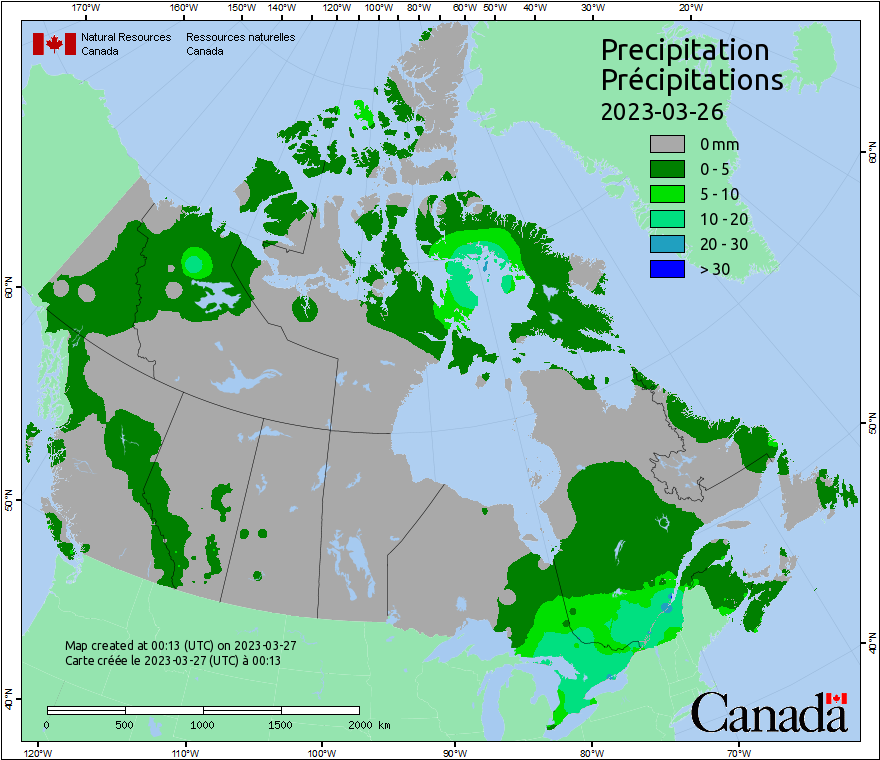 170°W 160°W 150°W 140°W 120°W 100°W 80°W 60°W 50°W 40°W 30°W 20°W
Natural Resources Ressources naturelles
Canada Canada
Precipitation
Précipitations
2023-03-26
0 mm
0 - 5
5 - 10
10 - 20
20 - 30
> 30
60°N 60°N
50°N 50°N
40°N 40°N
Map created at 00:13 (UTC) on 2023-03-27
Carte créée le 2023-03-27 (UTC) à 00:13
0 500 1000 1500 2000 km
Canada
120°W 110°W 100°W 90°W 80°W 70°W